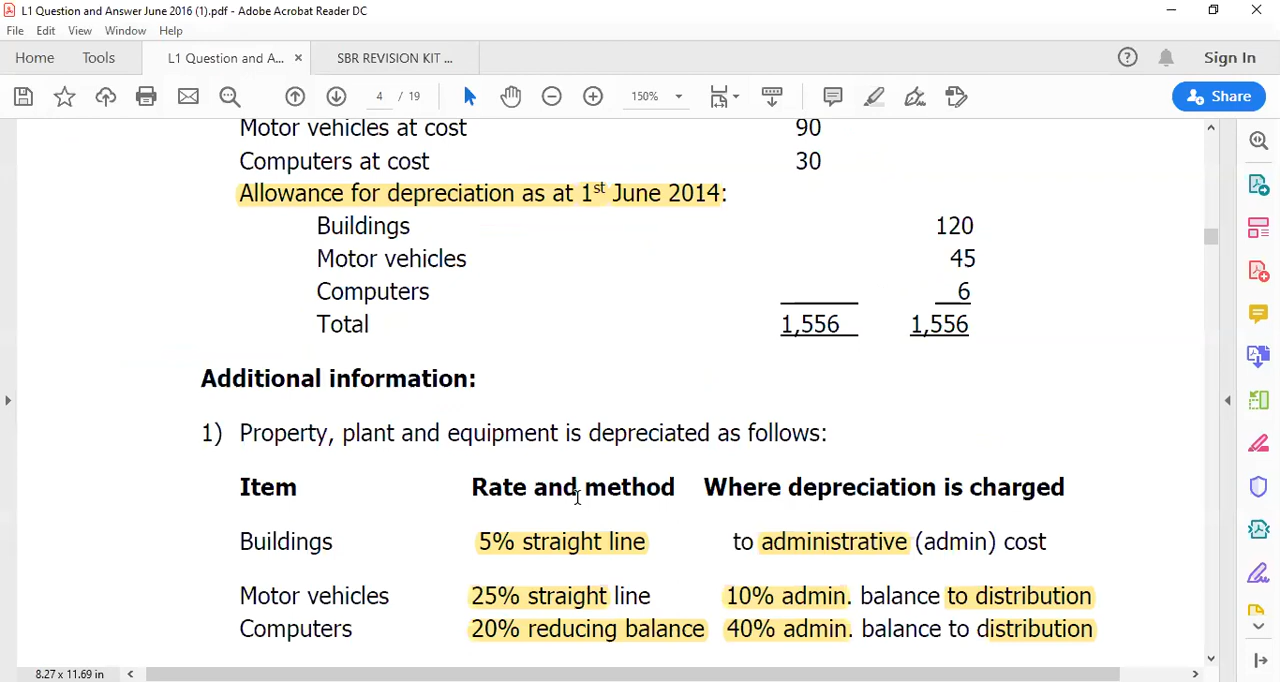 L1 Question and Answer June 2016 (1).pdf - Adobe Acrobat Reader DC
File Edit View Window Help
Home Tools L1 Question and A... × SBR REVISION KIT ... Sign In
4 / 19 150% Share
Motor vehicles at cost 90
Computers at cost 30
Allowance for depreciation as at 1st June 2014:
Buildings 120
Motor vehicles 45
Computers 6
Total 1,556 1,556
Additional information:
1) Property, plant and equipment is depreciated as follows:
Item Rate and method Where depreciation is charged
Buildings 5% straight line to administrative (admin) cost
Motor vehicles 25% straight line 10% admin. balance to distribution
Computers 20% reducing balance 40% admin. balance to distribution
8.27 x 11.69 in